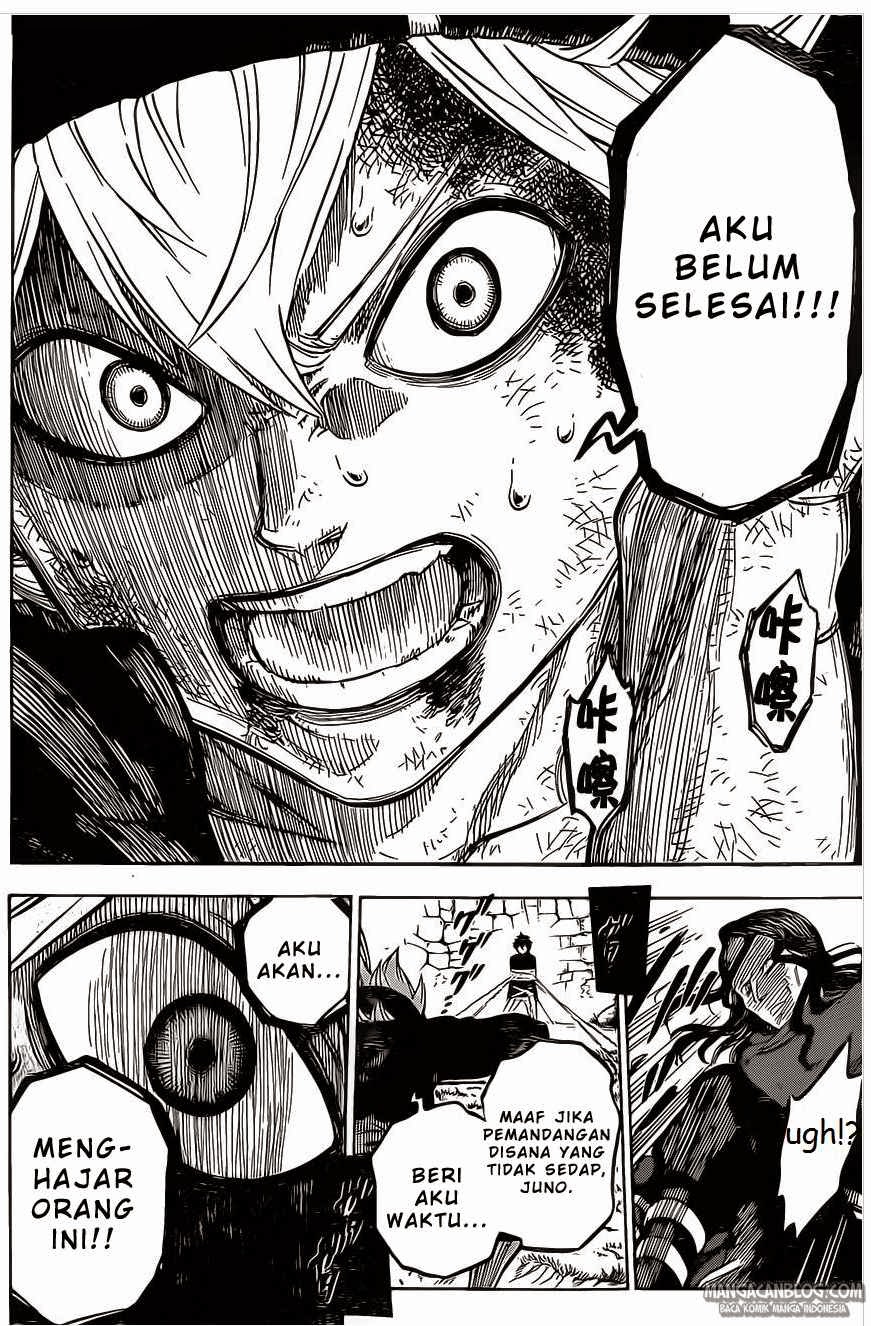 AKU
BELUM
SELESAI!!!
咔嚓
咔嚓
ugh!?
MAAF JIKA
PEMANDANGAN
DISANA YANG
TIDAK SEDAP,
JUNO.
BERI
AKU
WAKTU...
AKU
AKAN...
MENG-
HAJAR
ORANG
INI!!
MANGACANBLOG.COM
BACA KOMIK MANGA INDONESIA